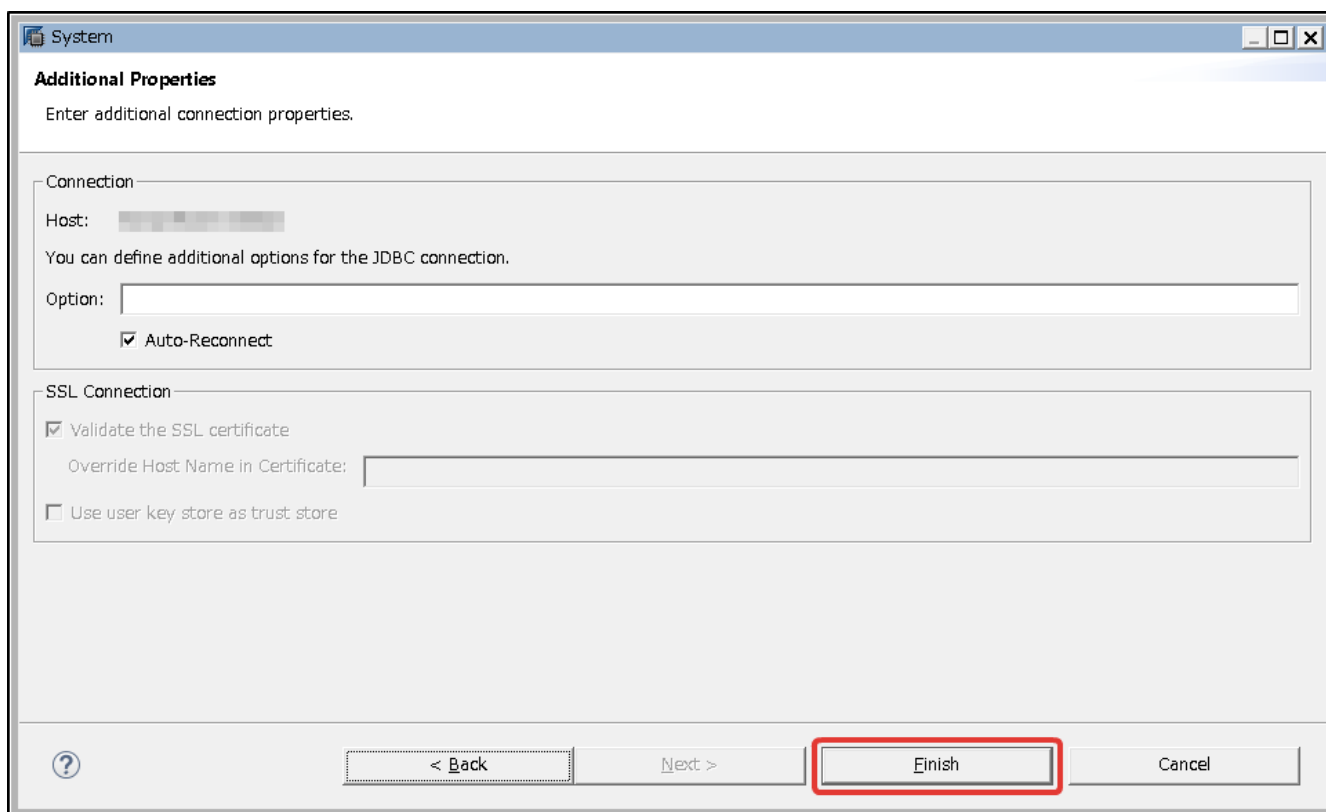 System
Additional Properties
Enter additional connection properties.
Connection
Host:
You can define additional options for the JDBC connection.
Option:
Auto-Reconnect
SSL Connection
Validate the SSL certificate
Override Host Name in Certificate:
Use user key store as trust store
? < Back Next > Finish Cancel